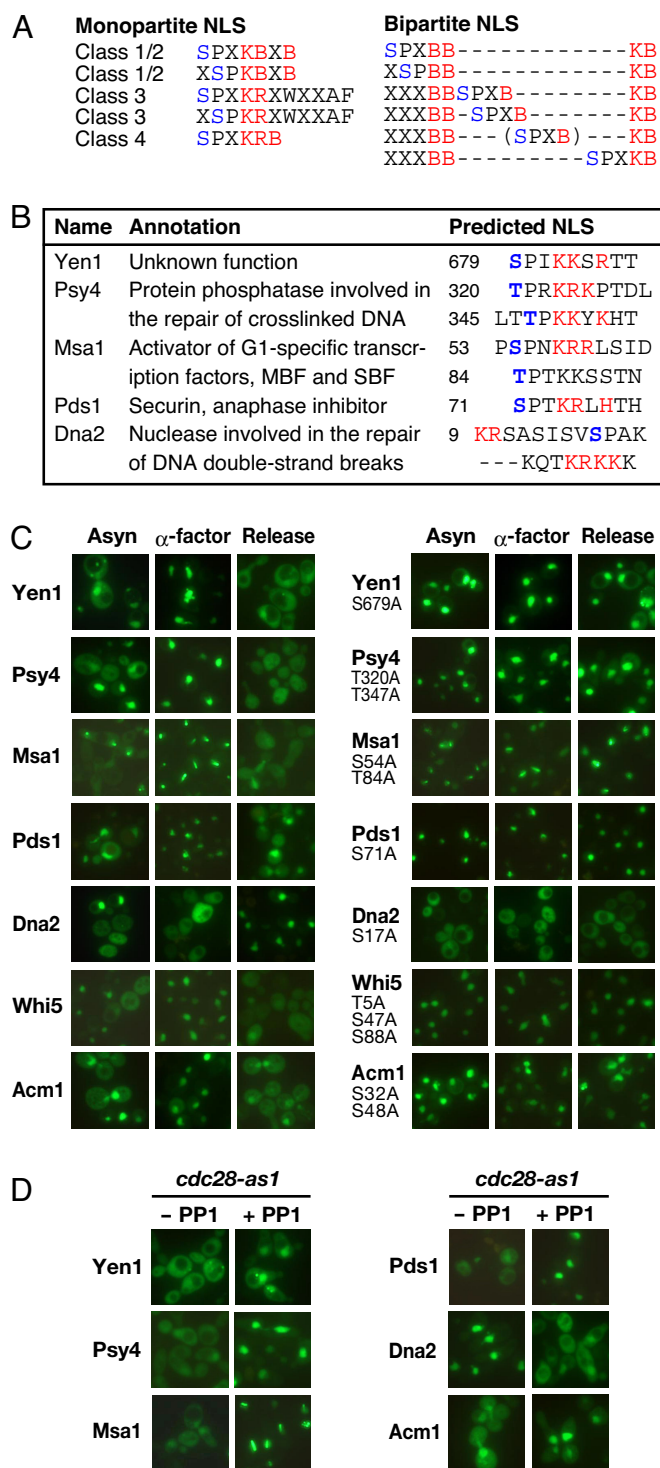 A
Monopartite NLS
Class 1/2 SPXKBXB
Class 1/2 XSPKBXB
Class 3 SPXKRXWXXAF
Class 3 XSPKRXWXXAF
Class 4 SPXKRB
Bipartite NLS
SPXBB------------KB
XSPBB------------KB
XXXBBSPXB--------KB
XXXBB-SPXB-------KB
XXXBB---(SPXB)---KB
XXXBB---------SPXKB
B
Name Annotation Predicted NLS
Yen1 Unknown function 679 SPIKKSRTT
Psy4 Protein phosphatase involved in 320 TPRKRKPTDL
the repair of crosslinked DNA 345 LTTPKKYKHT
Msa1 Activator of G1-specific transcr- 53 PSPNKRRLSID
iption factors, MBF and SBF 84 TPTKKSSTN
Pds1 Securin, anaphase inhibitor 71 SPTKRLHTH
Dna2 Nuclease involved in the repair 9 KRSASISVSPAK
of DNA double-strand breaks ---KQTKRKKK
C
Asyn α-factor Release
Yen1
Psy4
Msa1
Pds1
Dna2
Whi5
Acm1
Asyn α-factor Release
Yen1
S679A
Psy4
T320A
T347A
Msa1
S54A
T84A
Pds1
S71A
Dna2
S17A
Whi5
T5A
S47A
S88A
Acm1
S32A
S48A
D
cdc28-as1
– PP1 + PP1
Yen1
Psy4
Msa1
cdc28-as1
– PP1 + PP1
Pds1
Dna2
Acm1